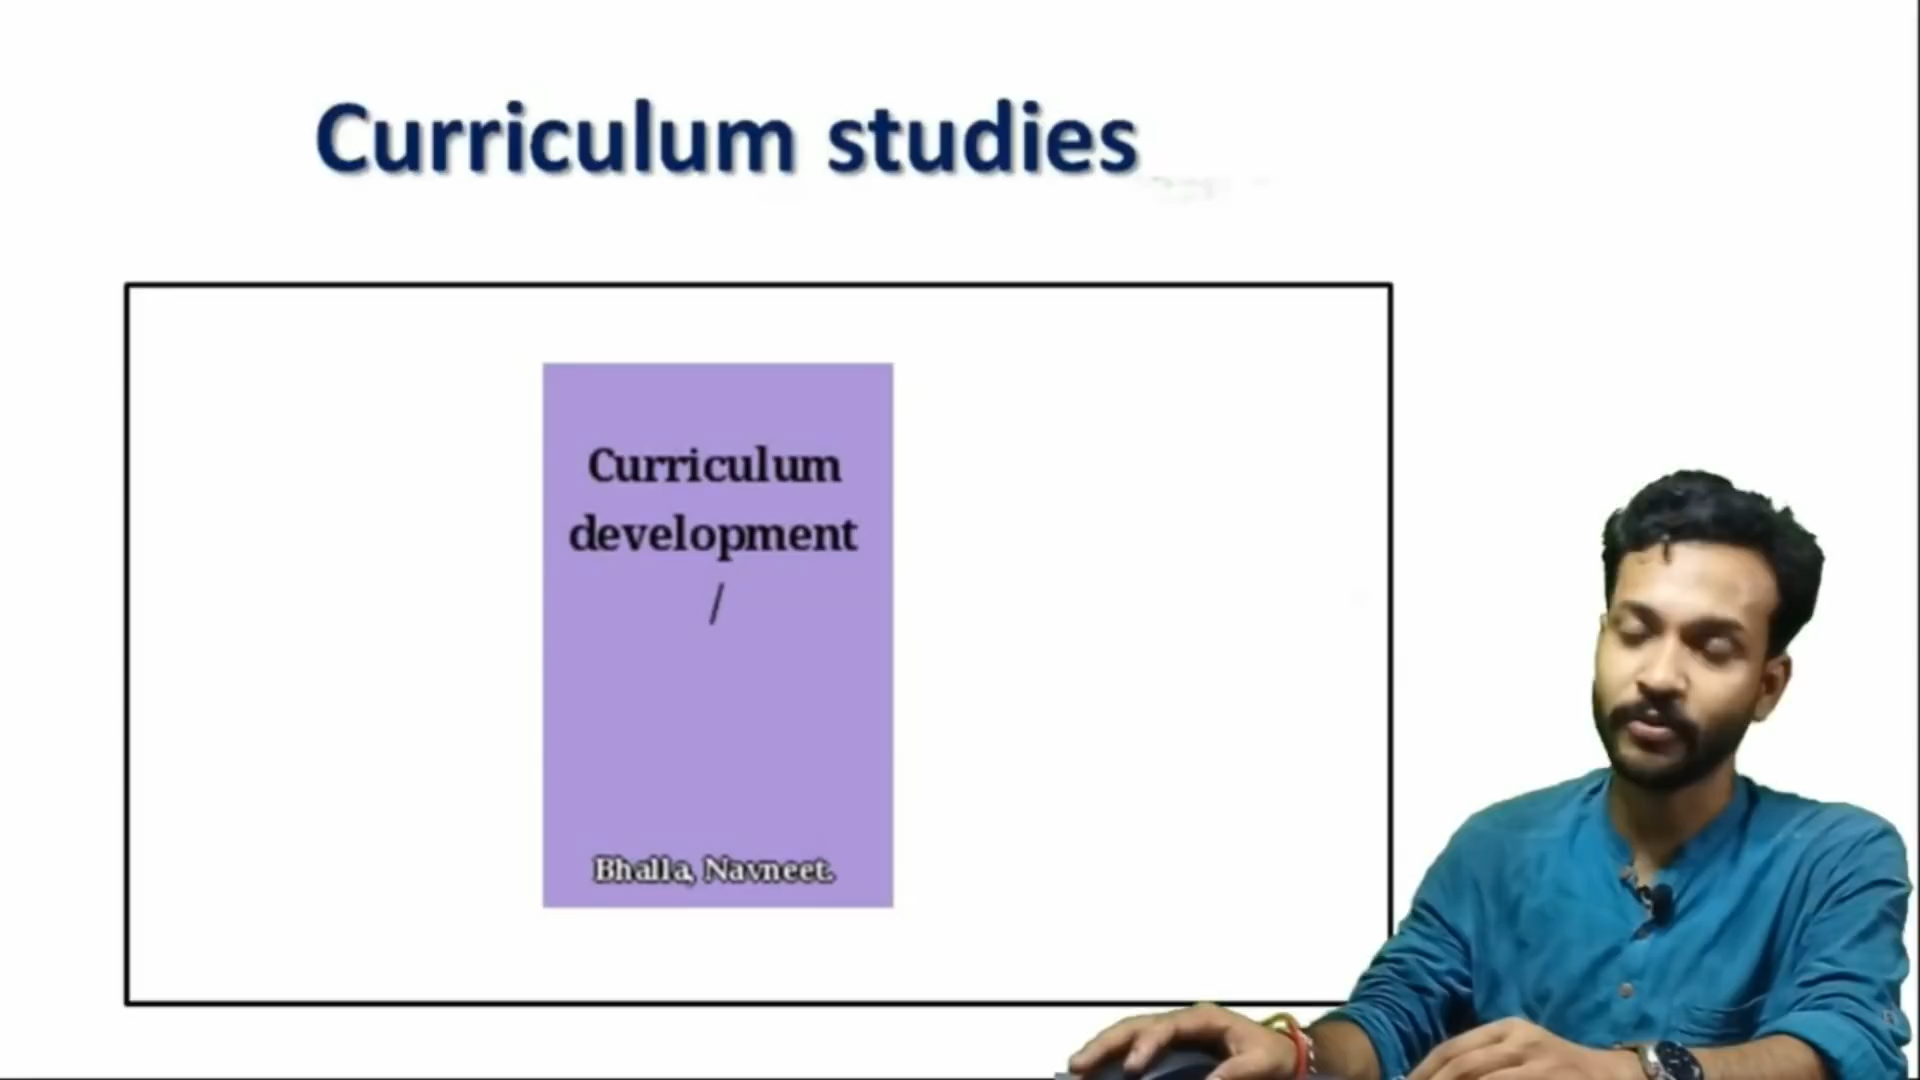 Curriculum studies
Curriculum
development
/
Bhalla, Navneet.